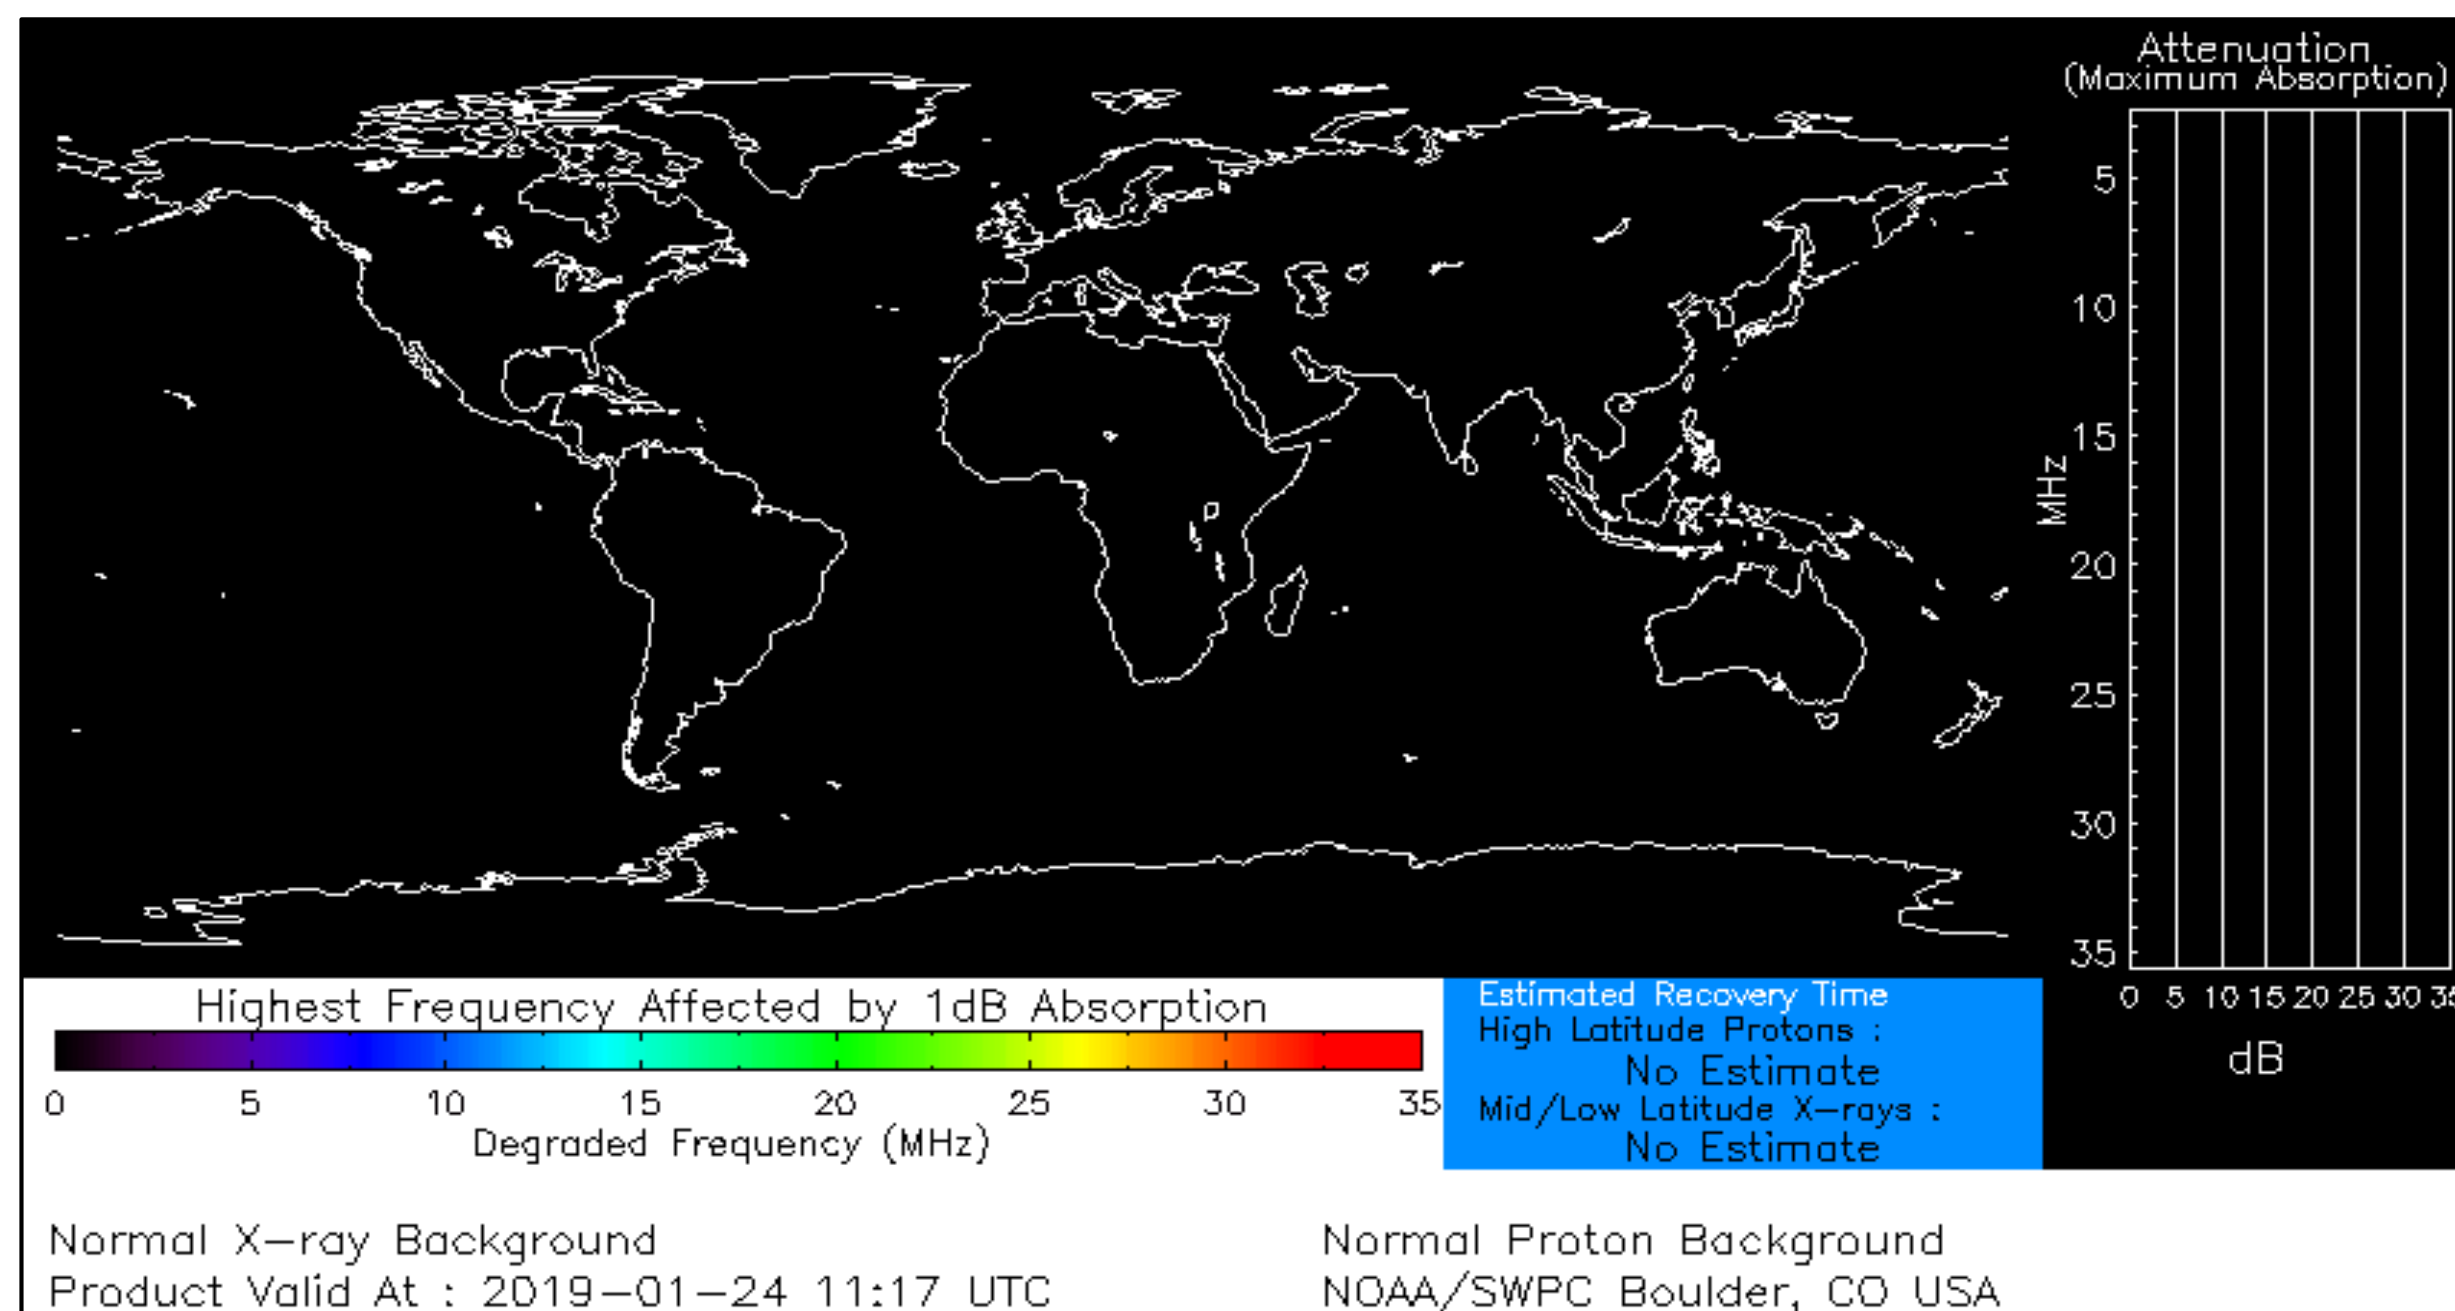 Attenuation
(Maximum Absorption)
5
10
15
20
25
30
35
MHz
0 5 10 15 20 25 30
dB
Highest Frequency Affected by 1dB Absorption
0 5 10 15 20 25 30 35
Degraded Frequency (MHz)
Estimated Recovery Time
High Latitude Protons :
No Estimate
Mid/Low Latitude X-rays :
No Estimate
Normal X-ray Background
Product Valid At : 2019-01-24 11:17 UTC
Normal Proton Background
NOAA/SWPC Boulder, CO USA